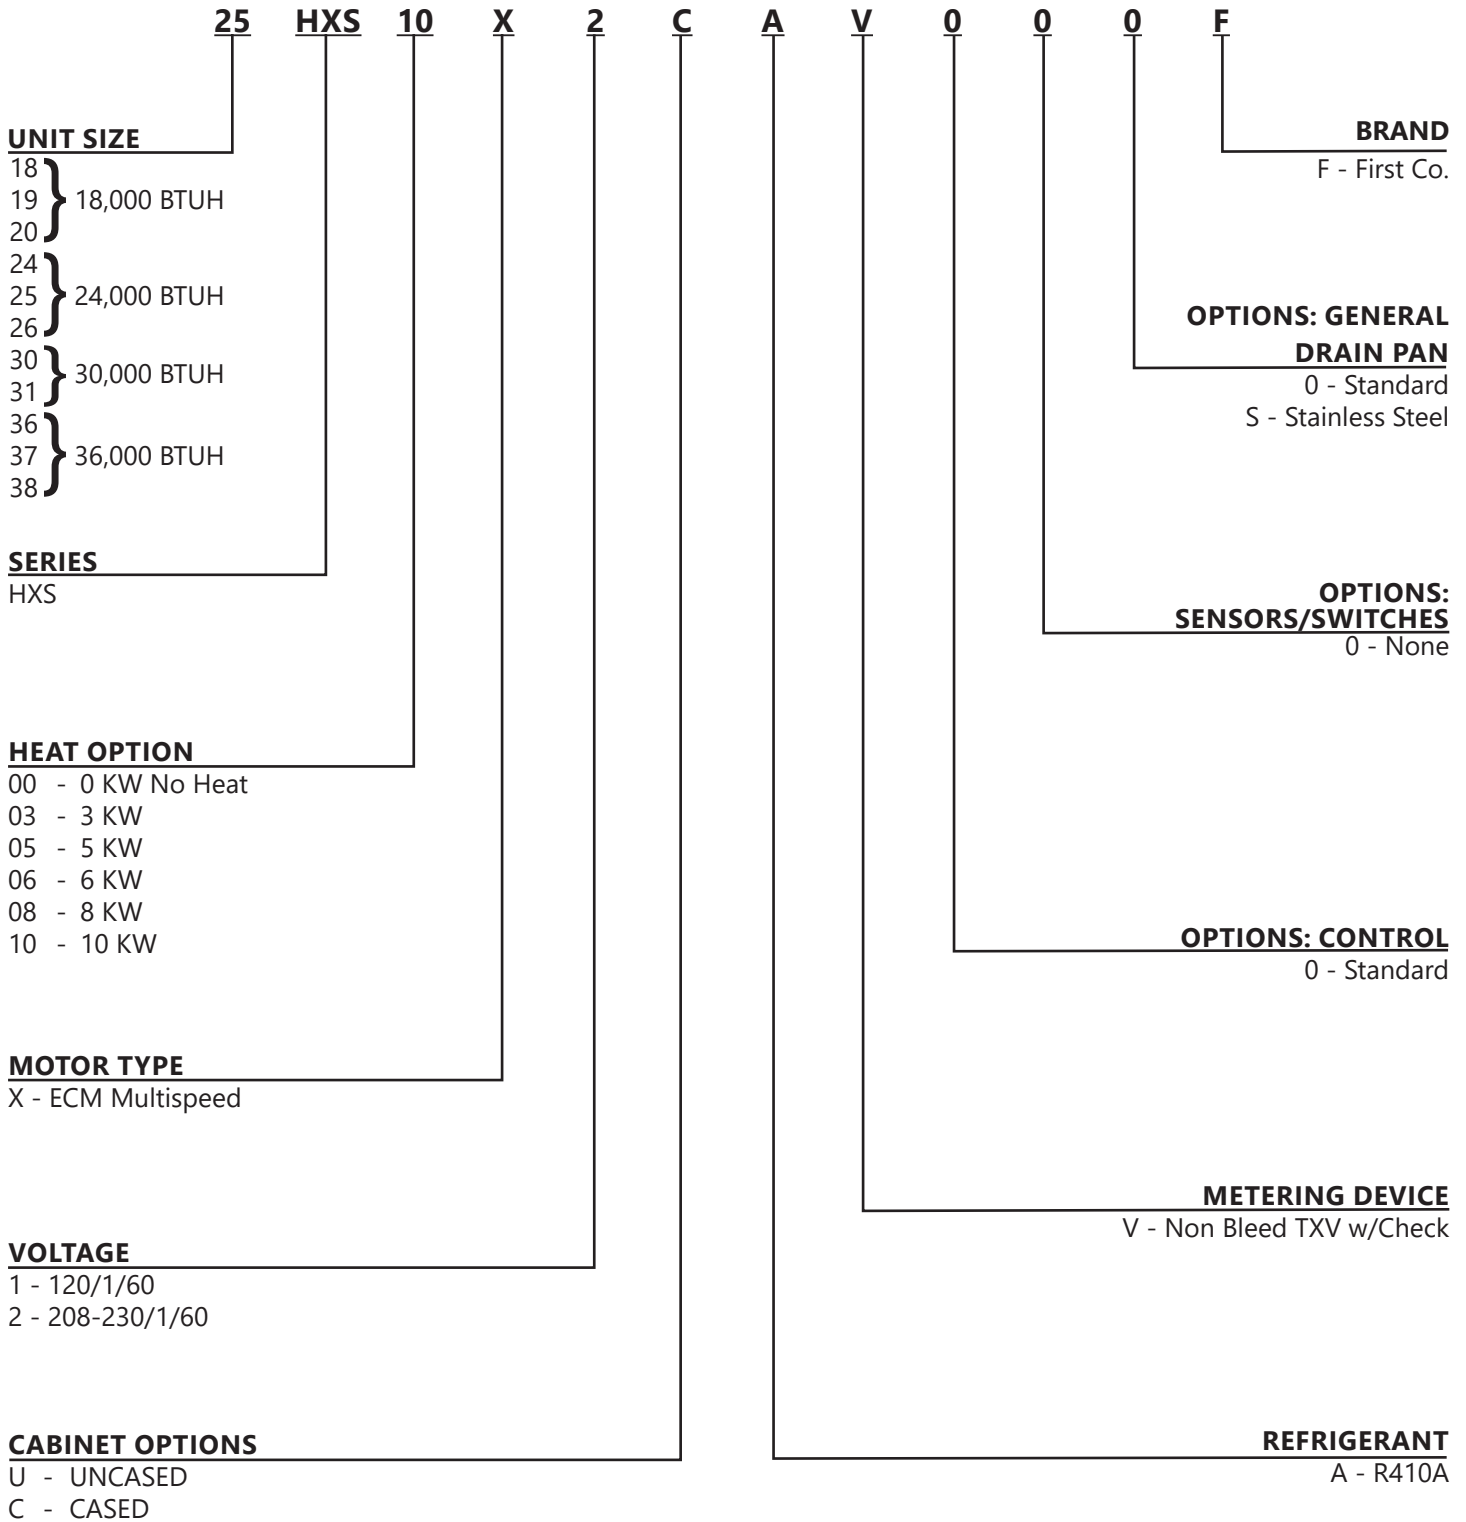 25 HXS 10 X 2 C A V 0 0 0 F
UNIT SIZE
18
19 18,000 BTUH
20
24
25 24,000 BTUH
26
30
31
30,000 BTUH
36
37 36,000 BTUH
38
SERIES
HXS
HEAT OPTION
00 - 0 KW No Heat
03 - 3 KW
05 - 5 KW
06 - 6 KW
08 - 8 KW
10 - 10 KW
MOTOR TYPE
X - ECM Multispeed
VOLTAGE
1 - 120/1/60
2 - 208-230/1/60
CABINET OPTIONS
U - UNCASED
C - CASED
BRAND
F - First Co.
OPTIONS: GENERAL
DRAIN PAN
0 - Standard
S - Stainless Steel
OPTIONS:
SENSORS/SWITCHES
0 - None
OPTIONS: CONTROL
0 - Standard
METERING DEVICE
V - Non Bleed TXV w/Check
REFRIGERANT
A - R410A